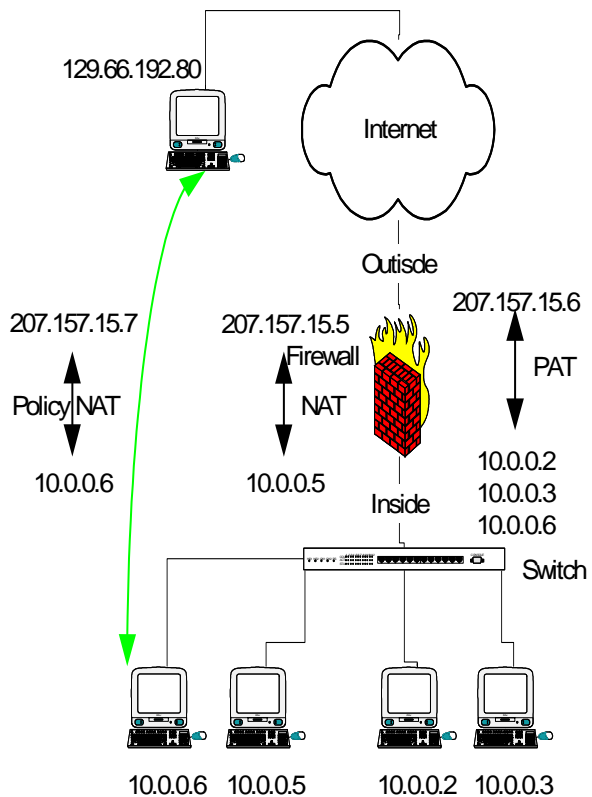 129.66.192.80
Internet
Outisde
207.157.15.6
207.157.15.7
207.157.15.5
Firewall
PAT
Policy NAT
NAT
10.0.0.6
10.0.0.5
10.0.0.2
10.0.0.3
10.0.0.6
Inside
Switch
10.0.0.6
10.0.0.5
10.0.0.2
10.0.0.3